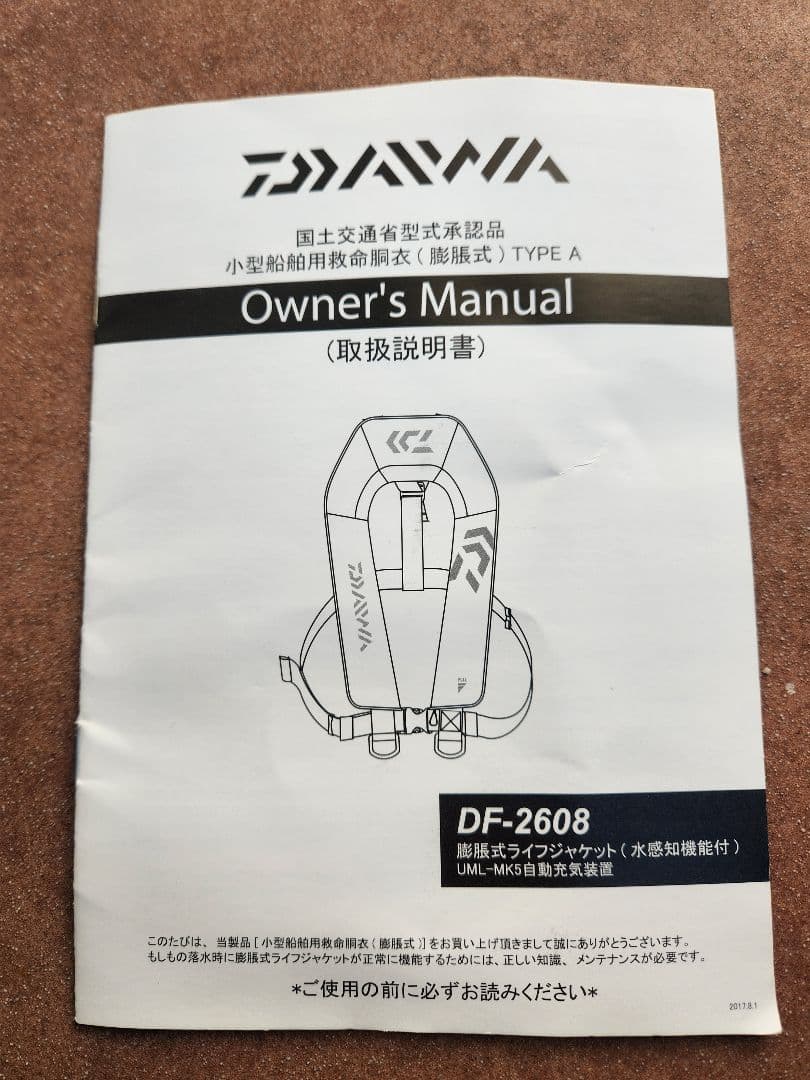 DAIWA
国土交通省型式承認品
小型船舶用救命胴衣(膨脹式)TYPE A
Owner's Manual
(取扱説明書)
DAIWA
PULL
DF-2608
膨脹式ライフジャケット(水感知機能付)
UML-MK5自動充気装置
このたびは、当製品[小型船舶用救命胴衣(膨脹式)]をお買い上げ頂きまして誠にありがとうございます。
もしもの落水時に膨脹式ライフジャケットが正常に機能するためには、正しい知識、メンテナンスが必要です。
*ご使用の前に必ずお読みください*
2017.8.1